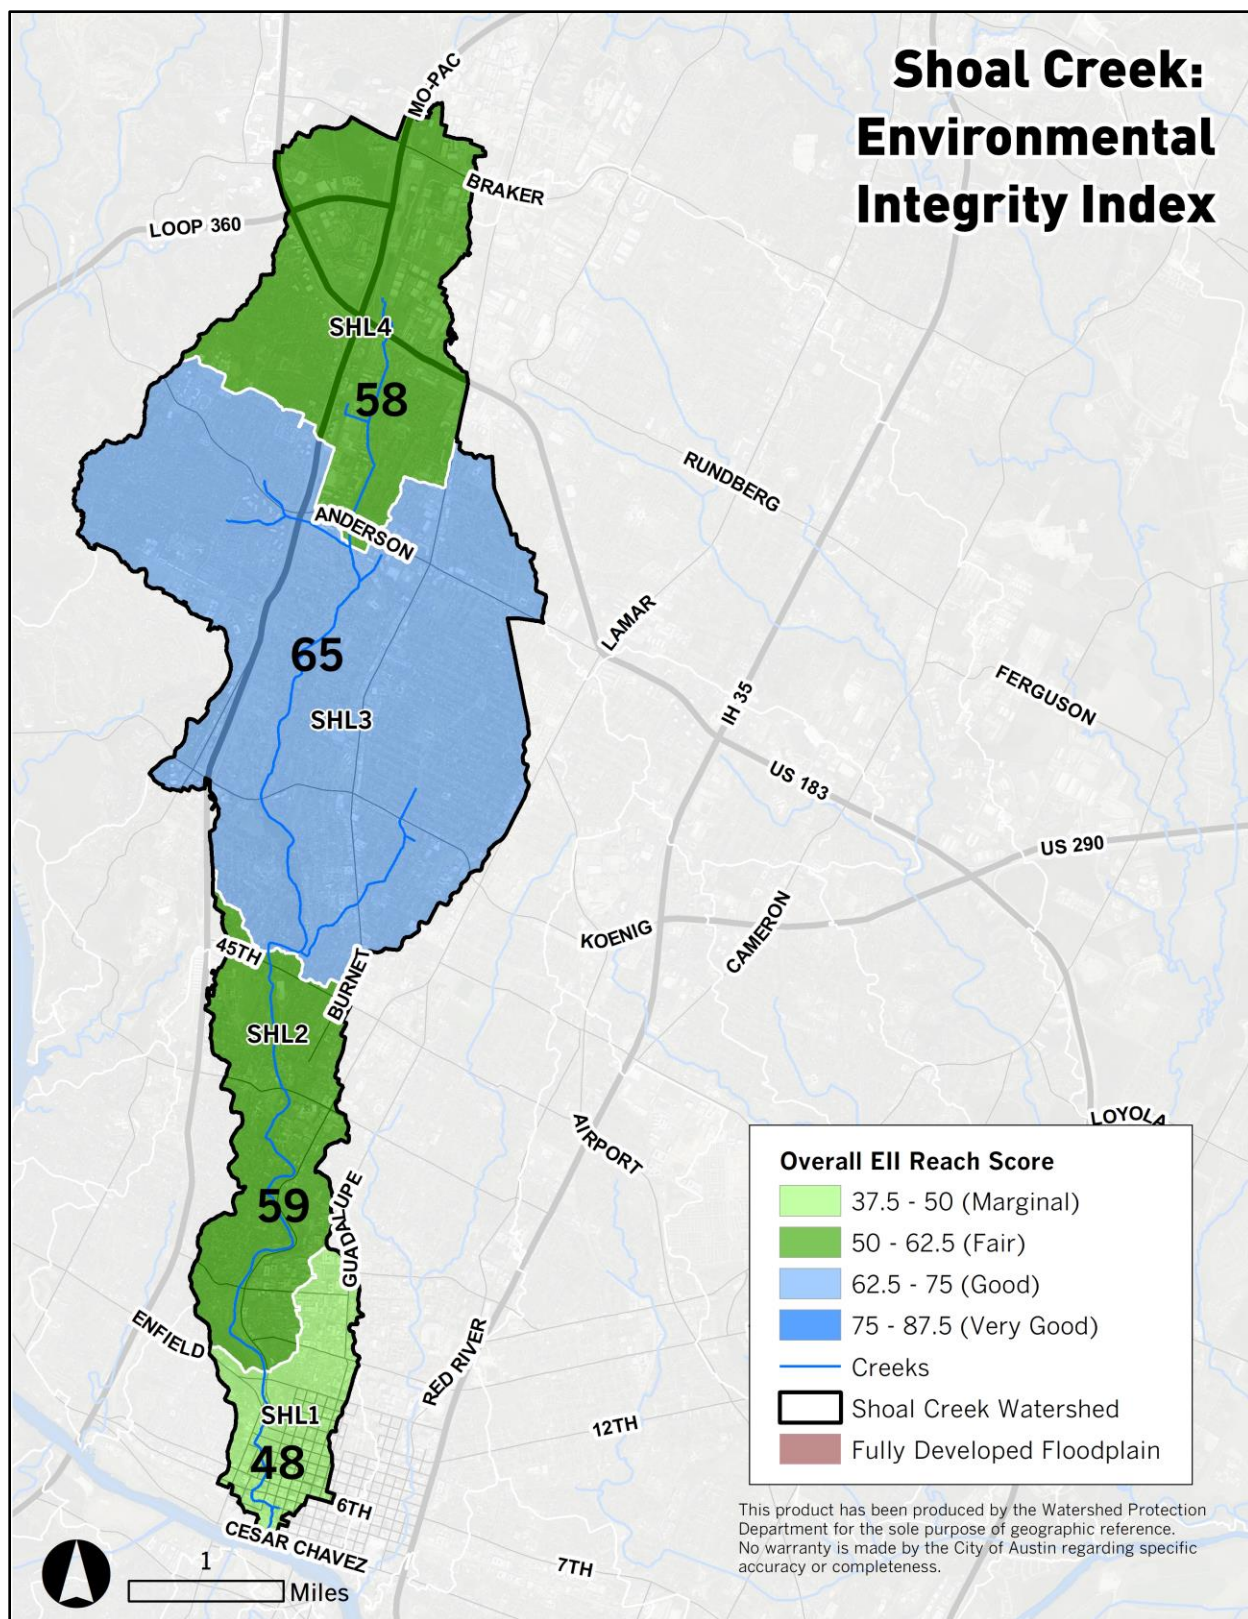 Shoal Creek:
Environmental
Integrity Index
MO-PAC
BRAKER
LOOP 360
SHL4
58
RUNDBERG
ANDERSON
LAMAR
65
SHL3
FERGUSON
IH 35
US 183
US 290
CAMERON
KOENIG
45TH
BURNET
SHL2
AIRPORT
LOYOLA
59
GUADALUPE
ENFIELD
RED RIVER
SHL1
48
12TH
6TH
CESAR CHAVEZ
7TH
Overall EII Reach Score
37.5 - 50 (Marginal)
50 - 62.5 (Fair)
62.5 - 75 (Good)
75 - 87.5 (Very Good)
Creeks
Shoal Creek Watershed
Fully Developed Floodplain
This product has been produced by the Watershed Protection
Department for the sole purpose of geographic reference.
No warranty is made by the City of Austin regarding specific
accuracy or completeness.
1
Miles